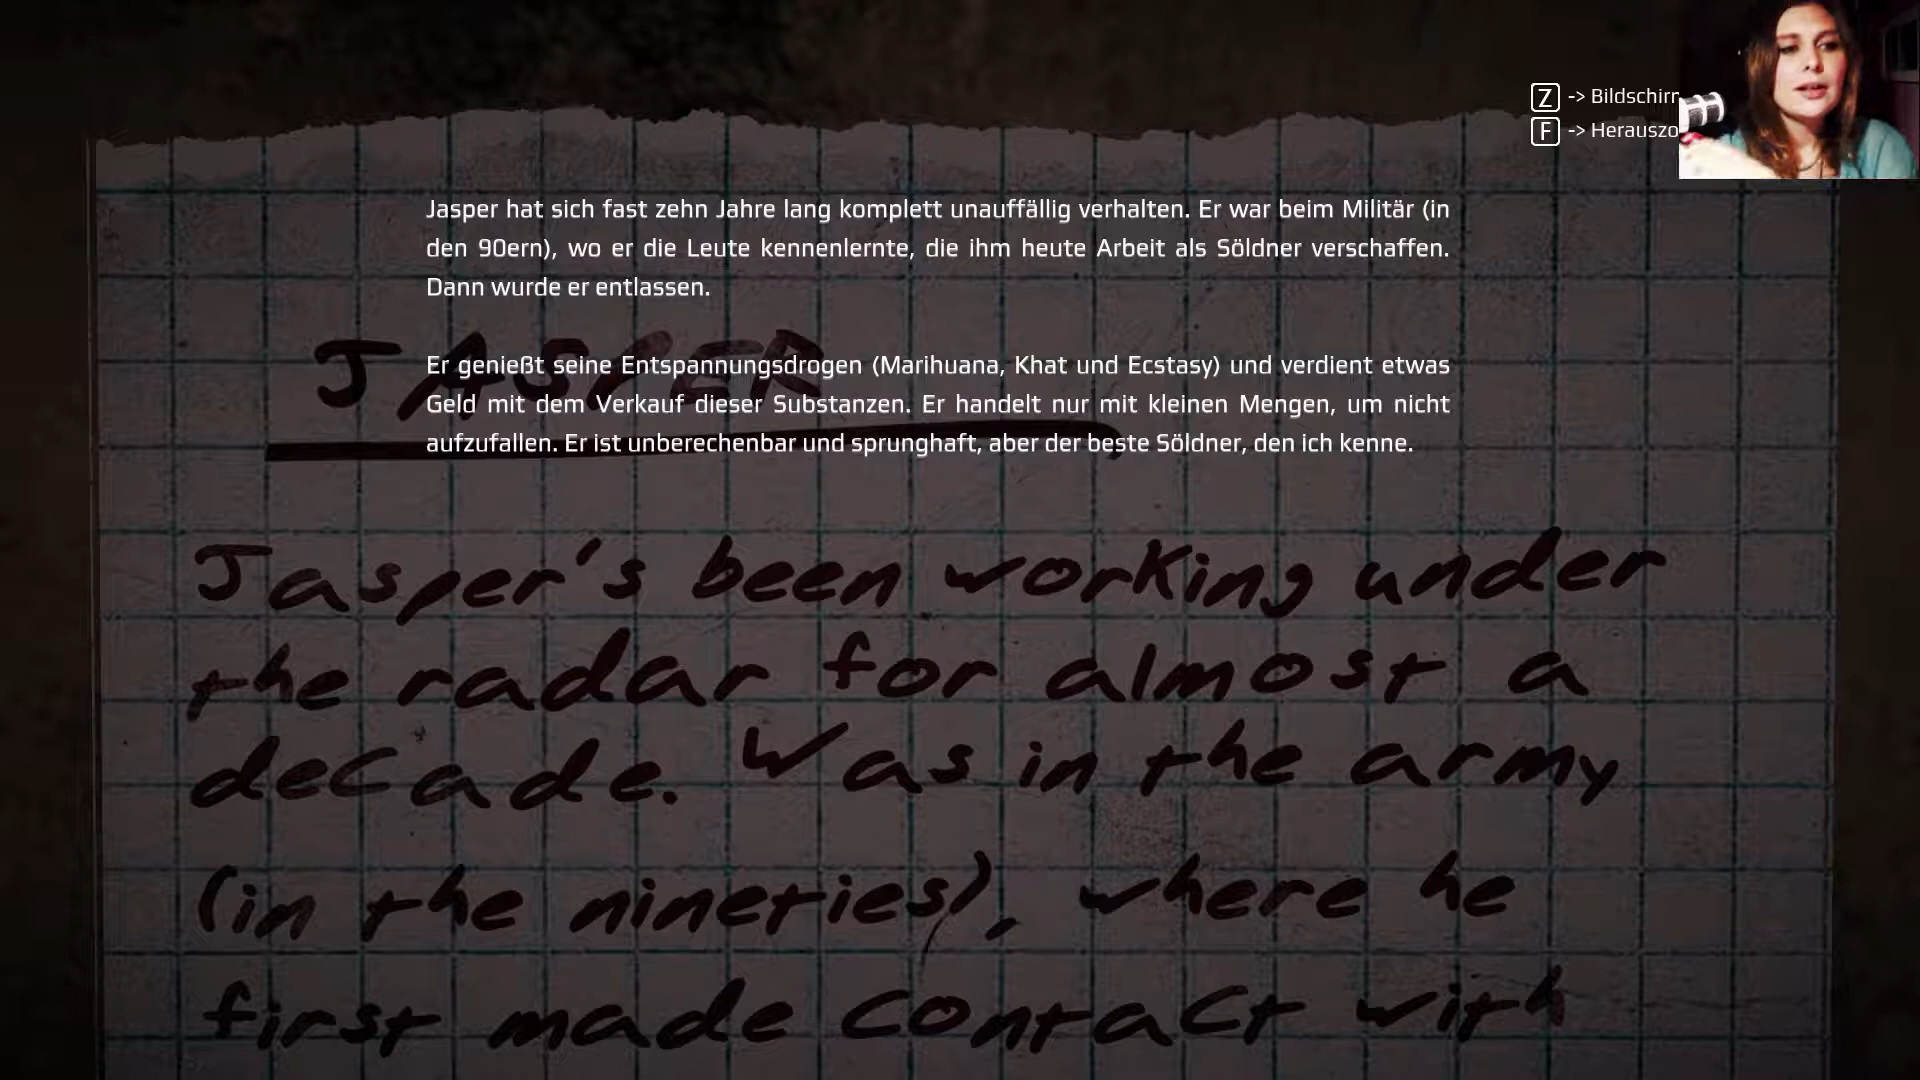 Z -> Bildschirm
F -> Herauszo
Jasper hat sich fast zehn Jahre lang komplett unauffällig verhalten. Er war beim Militär (in
den 90ern), wo er die Leute kennenlernte, die ihm heute Arbeit als Söldner verschaffen.
Dann wurde er entlassen.
JASPER
Er genießt seine Entspannungsdrogen (Marihuana, Khat und Ecstasy) und verdient etwas
Geld mit dem Verkauf dieser Substanzen. Er handelt nur mit kleinen Mengen, um nicht
aufzufallen. Er ist unberechenbar und sprunghaft, aber der beste Söldner, den ich kenne.
Jasper's been working under
the radar for almost a
decade. Was in the army
(in the nineties), where he
first made contact with